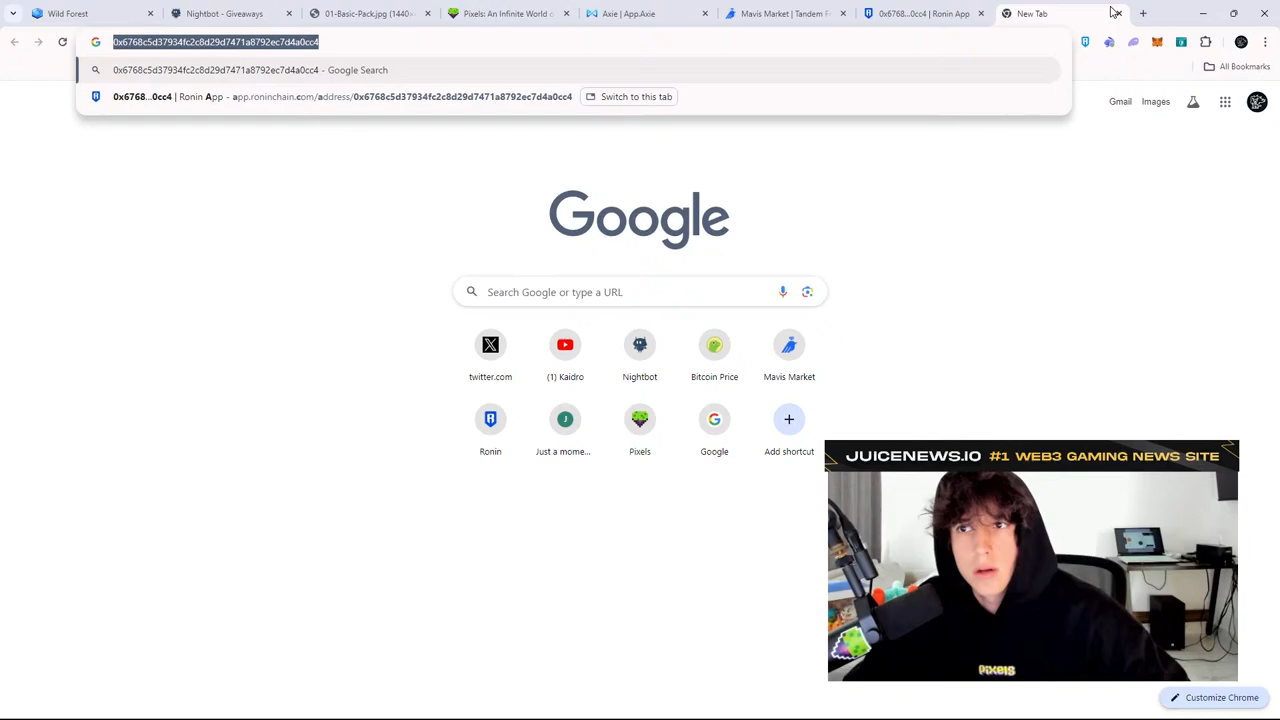 Wild Forest
Nightbot - Giveaways
01-Basic-Pack.jpg (1440×
Pixels: An Infinite World o
Axie | App.Axie
Mavis Market | Tandem F
0x6768...0cc4 | Ronin App
New Tab
0x6768c5d37934fc2c8d29d7471a8792ec7d4a0cc4
0x6768c5d37934fc2c8d29d7471a8792ec7d4a0cc4 - Google Search
0x6768...0cc4 | Ronin App - app.roninchain.com/address/0x6768c5d37934fc2c8d29d7471a8792ec7d4a0cc4
Switch to this tab
All Bookmarks
Gmail
Images
Google
Search Google or type a URL
twitter.com
(1) Kaidro
Nightbot
Bitcoin Price
Mavis Market
J
Ronin
Just a mome...
Pixels
Google
Add shortcut
JUICENEWS.IO #1 WEB3 GAMING NEWS SITE
Pixels
Customize Chrome